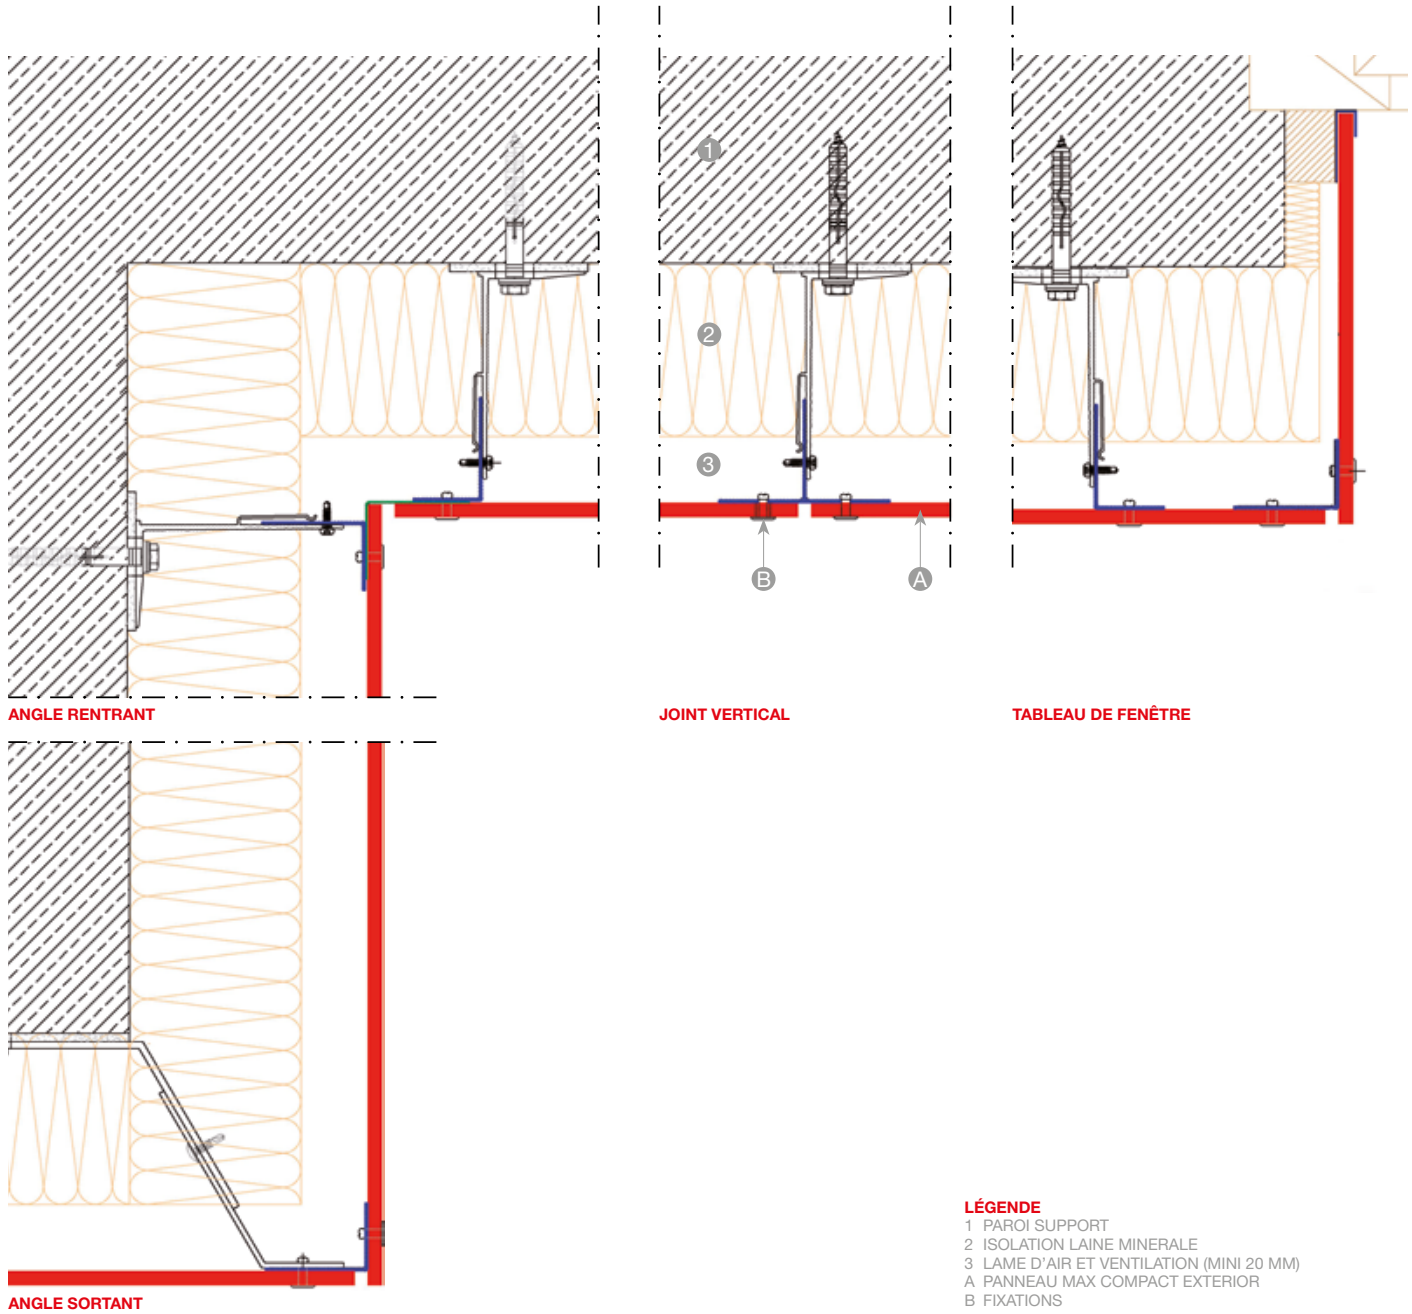 1
2
3
B
A
ANGLE RENTRANT
JOINT VERTICAL
TABLEAU DE FENÊTRE
ANGLE SORTANT
LÉGENDE
1 PAROI SUPPORT
2 ISOLATION LAINE MINERALE
3 LAME D'AIR ET VENTILATION (MINI 20 MM)
A PANNEAU MAX COMPACT EXTERIOR
B FIXATIONS